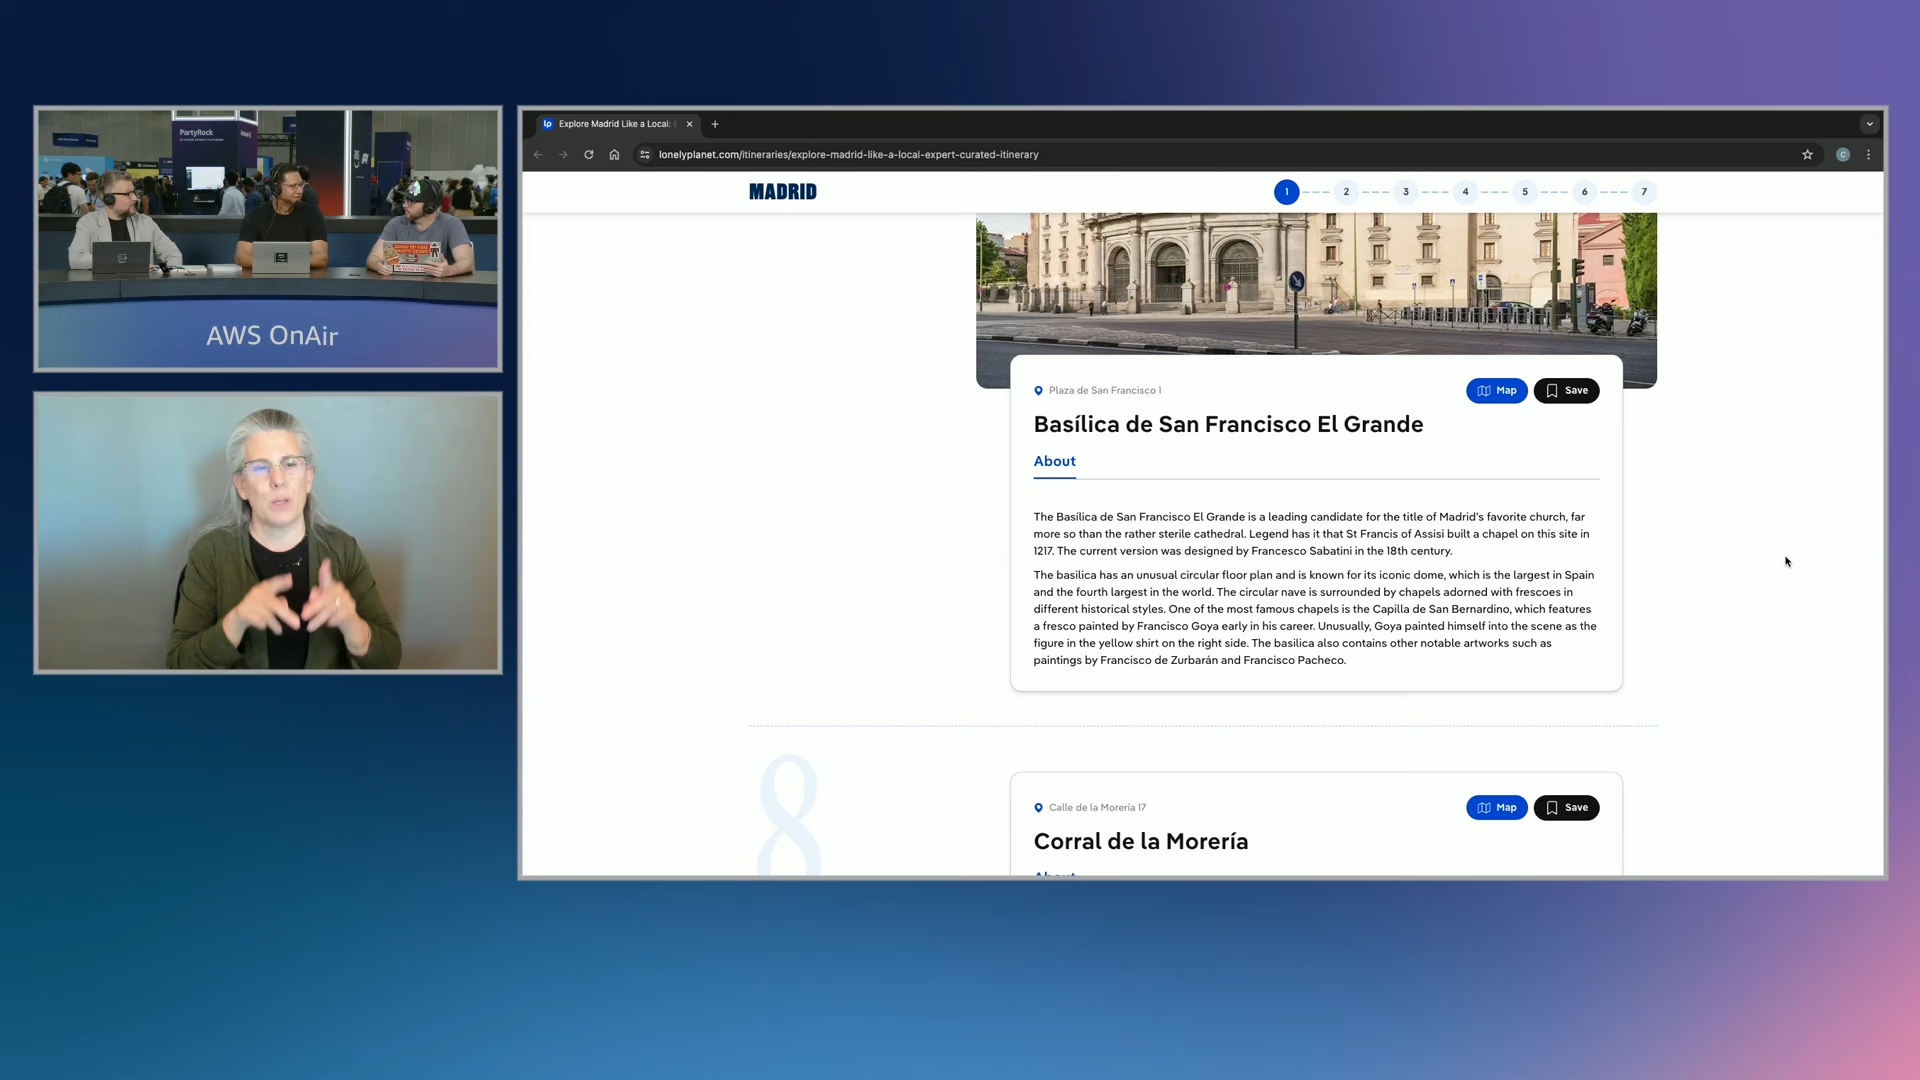 PartyRock
AWS OnAir
lp
Explore Madrid Like a Local:
lonelyplanet.com/itineraries/explore-madrid-like-a-local-expert-curated-itinerary
C
MADRID
1
2
3
4
5
6
7
Plaza de San Francisco 1
Map
Save
Basílica de San Francisco El Grande
About
The Basílica de San Francisco El Grande is a leading candidate for the title of Madrid's favorite church, far
more so than the rather sterile cathedral. Legend has it that St Francis of Assisi built a chapel on this site in
1217. The current version was designed by Francesco Sabatini in the 18th century.
The basilica has an unusual circular floor plan and is known for its iconic dome, which is the largest in Spain
and the fourth largest in the world. The circular nave is surrounded by chapels adorned with frescoes in
different historical styles. One of the most famous chapels is the Capilla de San Bernardino, which features
a fresco painted by Francisco Goya early in his career. Unusually, Goya painted himself into the scene as the
figure in the yellow shirt on the right side. The basilica also contains other notable artworks such as
paintings by Francisco de Zurbarán and Francisco Pacheco.
8
Calle de la Morería 17
Map
Save
Corral de la Morería
About